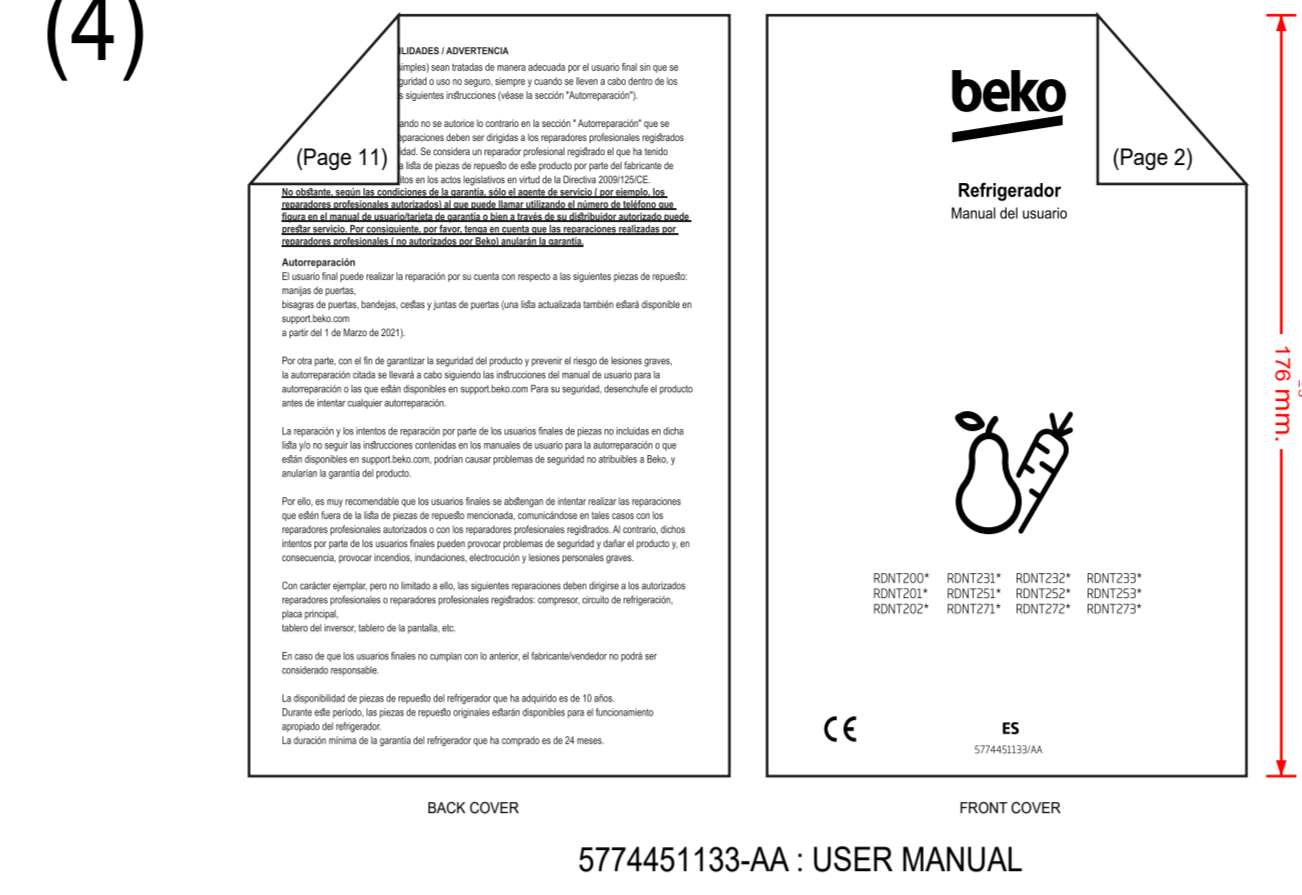 (4)
ILIDADES / ADVERTENCIA
simples) sean tratadas de manera adecuada por el usuario final sin que se
guridad o uso no seguro, siempre y cuando se lleven a cabo dentro de los
s siguientes instrucciones (véase la sección "Autorreparación").
ando no se autorice lo contrario en la sección " Autorreparación" que se
eparaciones deben ser dirigidas a los reparadores profesionales registrados
idad. Se considera un reparador profesional registrado el que ha tenido
a lista de piezas de repuesto de este producto por parte del fabricante de
itos en los actos legislativos en virtud de la Directiva 2009/125/CE.
(Page 11)
No obstante, según las condiciones de la garantía, sólo el agente de servicio ( por ejemplo, los
reparadores profesionales autorizados) al que puede llamar utilizando el número de teléfono que
figura en el manual de usuario/tarjeta de garantía o bien a través de su distribuidor autorizado puede
prestar servicio. Por consiguiente, por favor, tenga en cuenta que las reparaciones realizadas por
reparadores profesionales ( no autorizados por Beko) anularán la garantía.
Autorreparación
El usuario final puede realizar la reparación por su cuenta con respecto a las siguientes piezas de repuesto:
manijas de puertas,
bisagras de puertas, bandejas, cestas y juntas de puertas (una lista actualizada también estará disponible en
support.beko.com
a partir del 1 de Marzo de 2021).
Por otra parte, con el fin de garantizar la seguridad del producto y prevenir el riesgo de lesiones graves,
la autorreparación citada se llevará a cabo siguiendo las instrucciones del manual de usuario para la
autorreparación o las que están disponibles en support.beko.com Para su seguridad, desenchufe el producto
antes de intentar cualquier autorreparación.
La reparación y los intentos de reparación por parte de los usuarios finales de piezas no incluidas en dicha
lista y/o no seguir las instrucciones contenidas en los manuales de usuario para la autorreparación o que
están disponibles en support.beko.com, podrían causar problemas de seguridad no atribuibles a Beko, y
anularían la garantía del producto.
Por ello, es muy recomendable que los usuarios finales se abstengan de intentar realizar las reparaciones
que estén fuera de la lista de piezas de repuesto mencionada, comunicándose en tales casos con los
reparadores profesionales autorizados o con los reparadores profesionales registrados. Al contrario, dichos
intentos por parte de los usuarios finales pueden provocar problemas de seguridad y dañar el producto y, en
consecuencia, provocar incendios, inundaciones, electrocución y lesiones personales graves.
Con carácter ejemplar, pero no limitado a ello, las siguientes reparaciones deben dirigirse a los autorizados
reparadores profesionales o reparadores profesionales registrados: compresor, circuito de refrigeración,
placa principal,
tablero del inversor, tablero de la pantalla, etc.
En caso de que los usuarios finales no cumplan con lo anterior, el fabricante/vendedor no podrá ser
considerado responsable.
La disponibilidad de piezas de repuesto del refrigerador que ha adquirido es de 10 años.
Durante este período, las piezas de repuesto originales estarán disponibles para el funcionamiento
apropiado del refrigerador.
La duración mínima de la garantía del refrigerador que ha comprado es de 24 meses.
BACK COVER
beko
(Page 2)
Refrigerador
Manual del usuario
RDNT200* RDNT231* RDNT232* RDNT233*
RDNT201* RDNT251* RDNT252* RDNT253*
RDNT202* RDNT271* RDNT272* RDNT273*
CE
ES
5774451133/AA
FRONT COVER
176 mm.
5774451133-AA : USER MANUAL